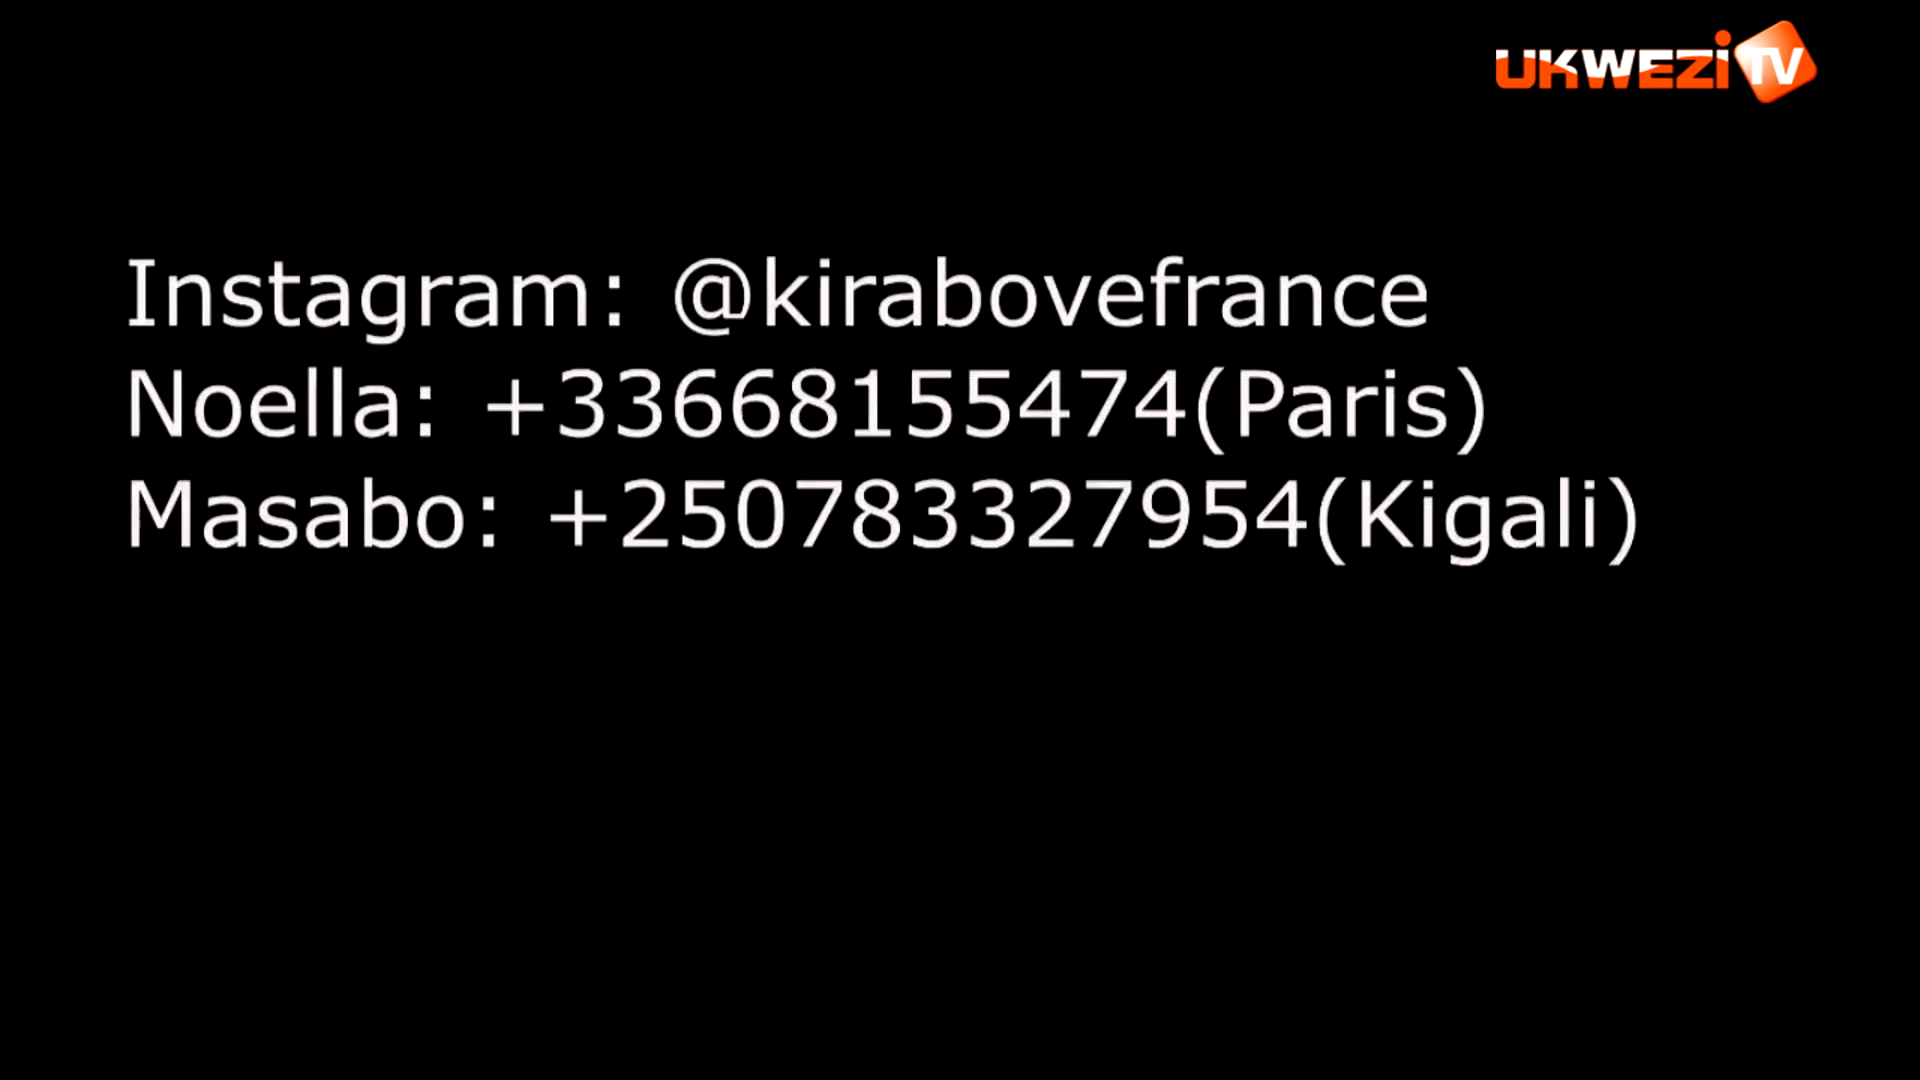 UKWEZI TV
Instagram: @kirabovefrance
Noella: +33668155474(Paris)
Masabo: +250783327954(Kigali)